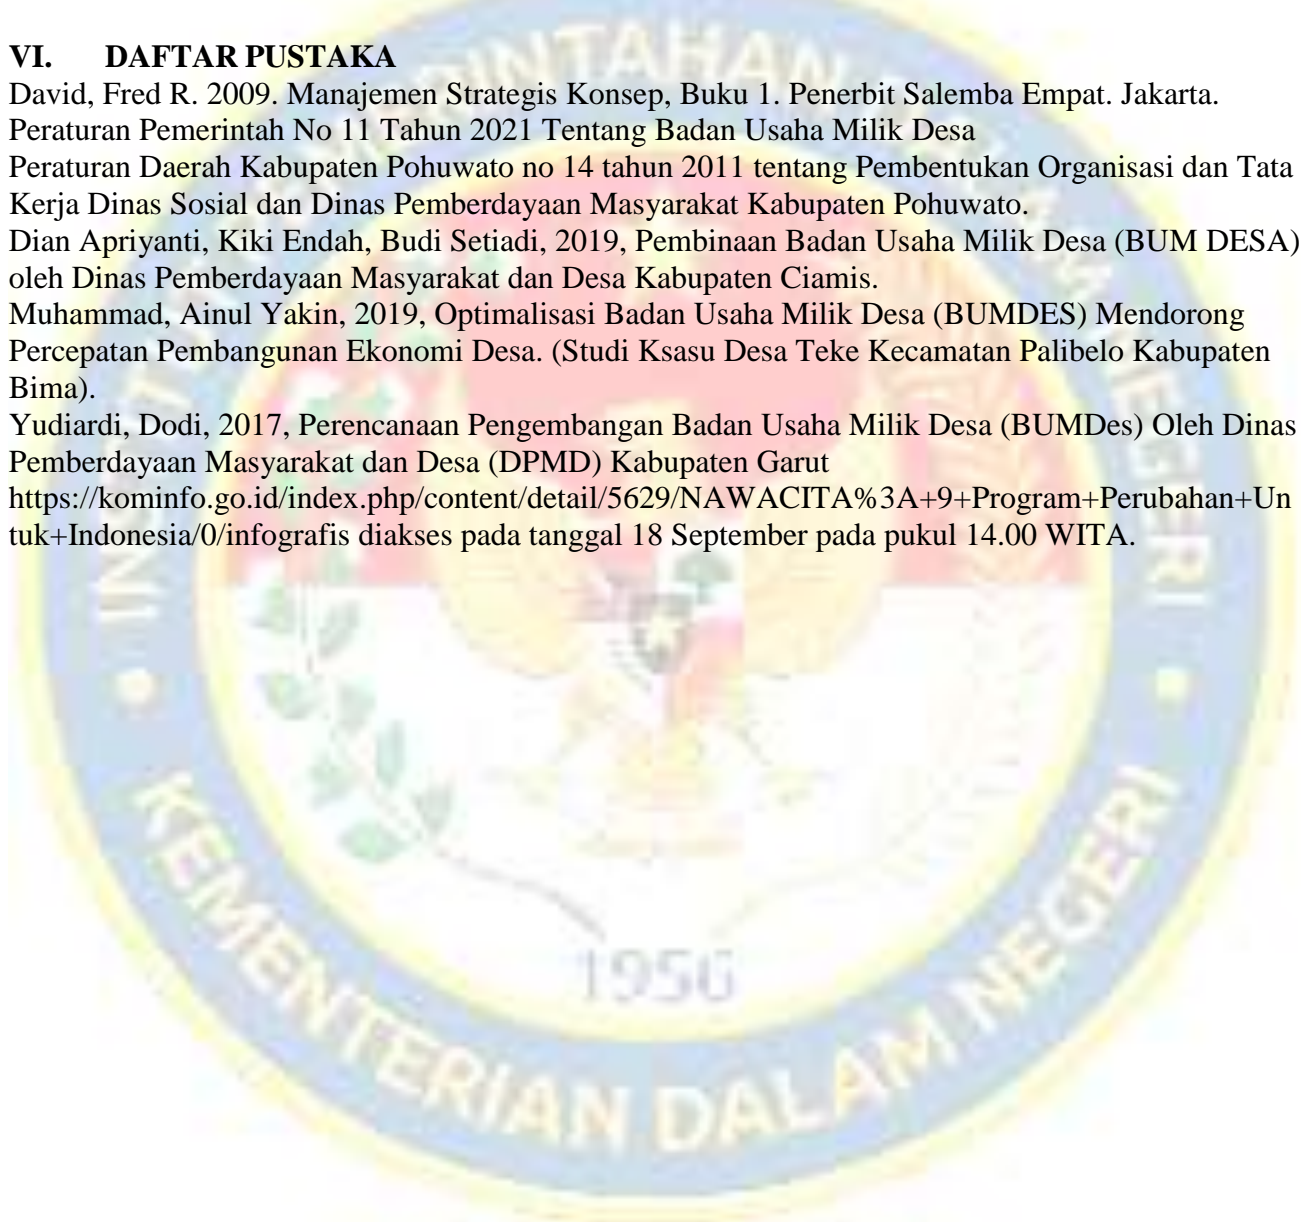 VI. DAFTAR PUSTAKA
David, Fred R. 2009. Manajemen Strategis Konsep, Buku 1. Penerbit Salemba Empat. Jakarta.
Peraturan Pemerintah No 11 Tahun 2021 Tentang Badan Usaha Milik Desa
Peraturan Daerah Kabupaten Pohuwato no 14 tahun 2011 tentang Pembentukan Organisasi dan Tata
Kerja Dinas Sosial dan Dinas Pemberdayaan Masyarakat Kabupaten Pohuwato.
Dian Apriyanti, Kiki Endah, Budi Setiadi, 2019, Pembinaan Badan Usaha Milik Desa (BUM DESA)
oleh Dinas Pemberdayaan Masyarakat dan Desa Kabupaten Ciamis.
Muhammad, Ainul Yakin, 2019, Optimalisasi Badan Usaha Milik Desa (BUMDES) Mendorong
Percepatan Pembangunan Ekonomi Desa. (Studi Ksasu Desa Teke Kecamatan Palibelo Kabupaten
Bima).
Yudiardi, Dodi, 2017, Perencanaan Pengembangan Badan Usaha Milik Desa (BUMDes) Oleh Dinas
Pemberdayaan Masyarakat dan Desa (DPMD) Kabupaten Garut
https://kominfo.go.id/index.php/content/detail/5629/NAWACITA%3A+9+Program+Perubahan+Un
tuk+Indonesia/0/infografis diakses pada tanggal 18 September pada pukul 14.00 WITA.
1956
KEMENTERIAN DALAM NEGERI